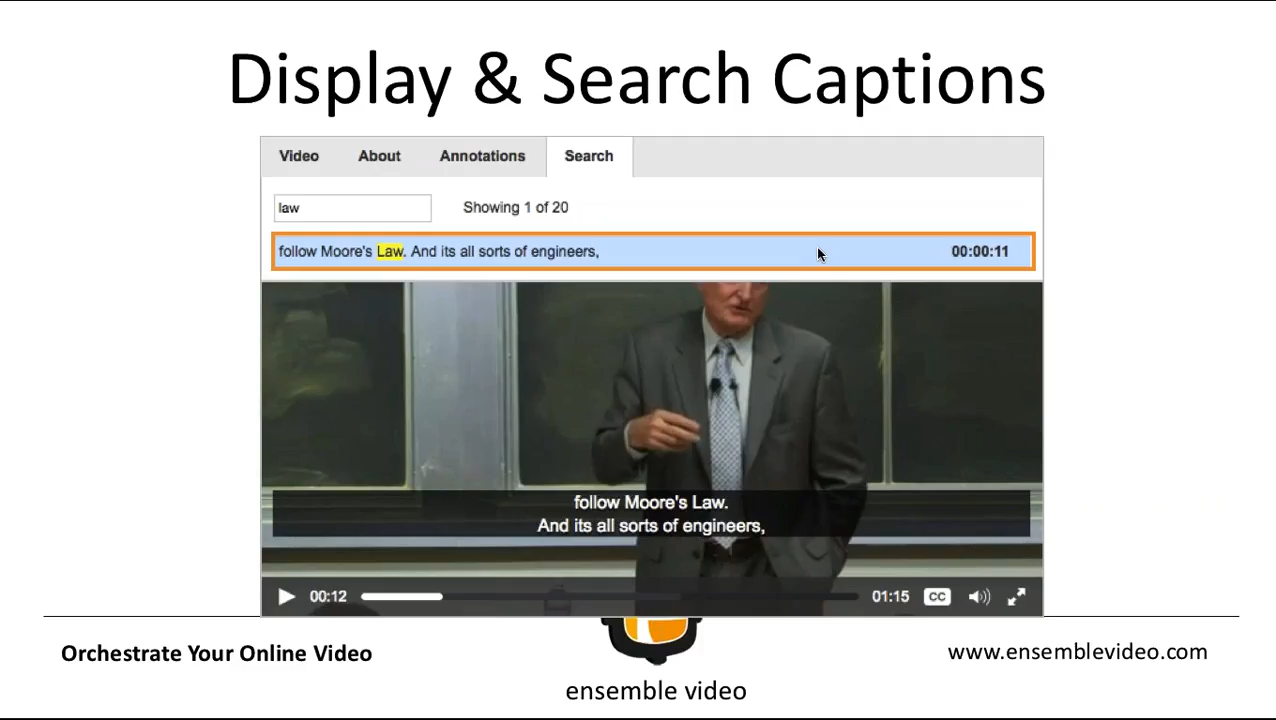 Display & Search Captions
Video About Annotations Search
law Showing 1 of 20
follow Moore's Law. And its all sorts of engineers, 00:00:11
follow Moore's Law.
And its all sorts of engineers,
00:12 01:15 CC
Orchestrate Your Online Video
www.ensemblevideo.com
ensemble video